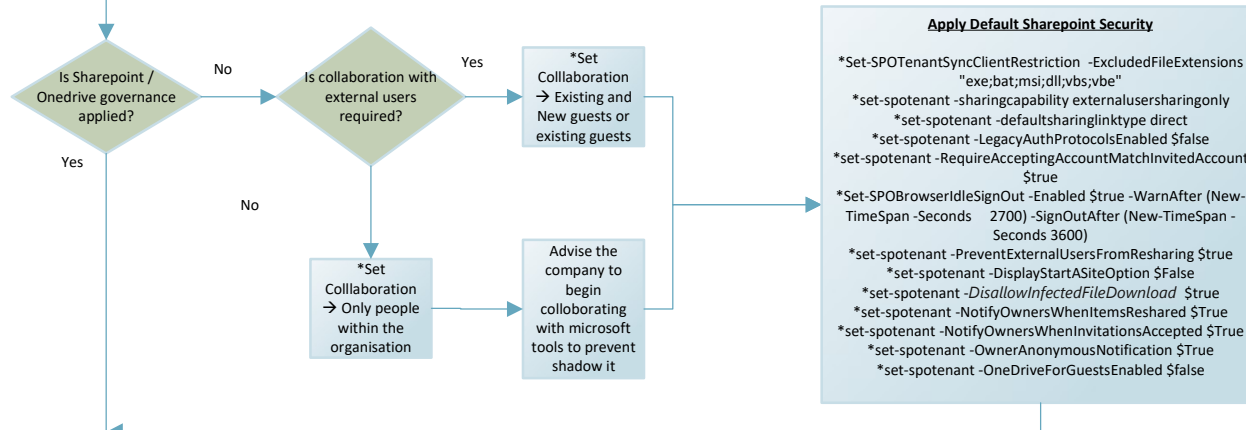 Is Sharepoint /
Onedrive governance
applied?
No
Yes
Is collaboration with
external users
required?
Yes
No
*Set
Colllaboration
→ Existing and
New guests or
existing guests
*Set
Colllaboration
→ Only people
within the
organisation
Advise the
company to
begin
colloborating
with microsoft
tools to prevent
shadow it
Apply Default Sharepoint Security
*Set-SPOTenantSyncClientRestriction -ExcludedFileExtensions
"exe;bat;msi;dll;vbs;vbe"
*set-spotenant -sharingcapability externalusersharingonly
*set-spotenant -defaultsharinglinktype direct
*set-spotenant -LegacyAuthProtocolsEnabled $false
*set-spotenant -RequireAcceptingAccountMatchInvitedAccount
$true
*Set-SPOBrowserIdleSignOut -Enabled $true -WarnAfter (New-
TimeSpan -Seconds 2700) -SignOutAfter (New-TimeSpan -
Seconds 3600)
*set-spotenant -PreventExternalUsersFromResharing $true
*set-spotenant -DisplayStartASiteOption $False
*set-spotenant -DisallowInfectedFileDownload $true
*set-spotenant -NotifyOwnersWhenItemsReshared $True
*set-spotenant -NotifyOwnersWhenInvitationsAccepted $True
*set-spotenant -OwnerAnonymousNotification $True
*set-spotenant -OneDriveForGuestsEnabled $false